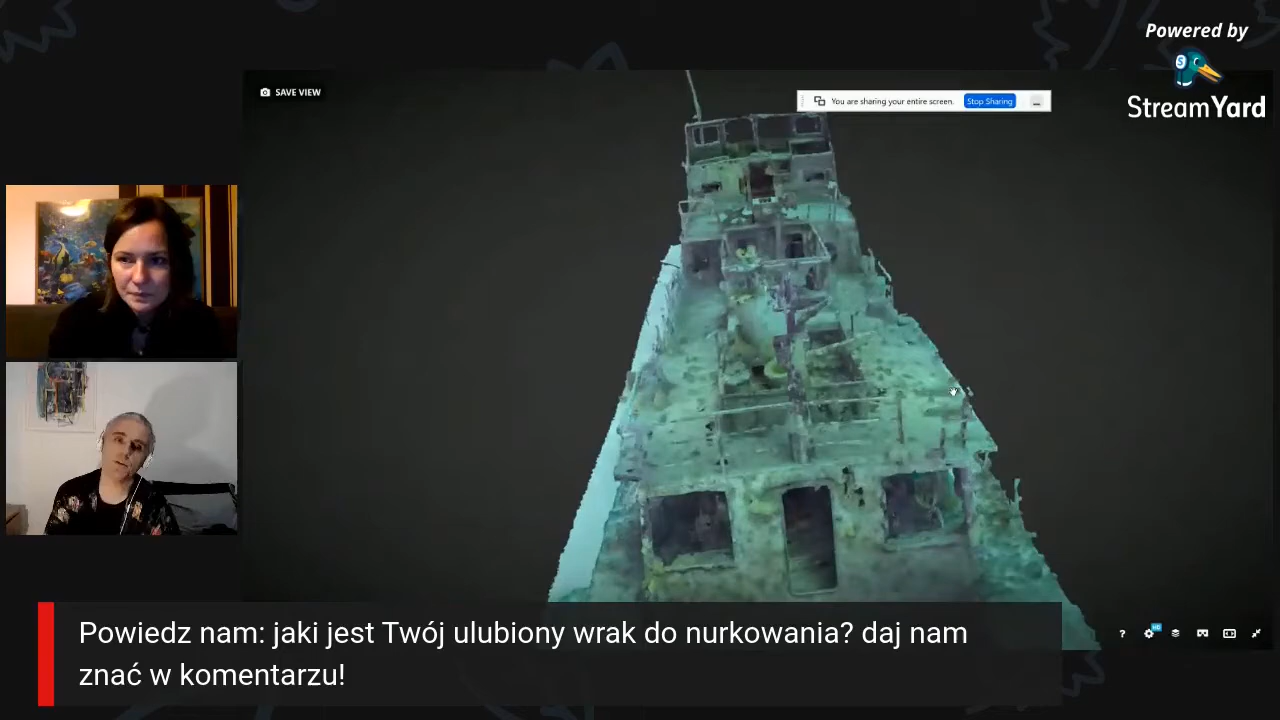 Powered by
StreamYard
SAVE VIEW
You are sharing your entire screen.
Stop Sharing
HD
?
Powiedz nam: jaki jest Twój ulubiony wrak do nurkowania? daj nam
znać w komentarzu!